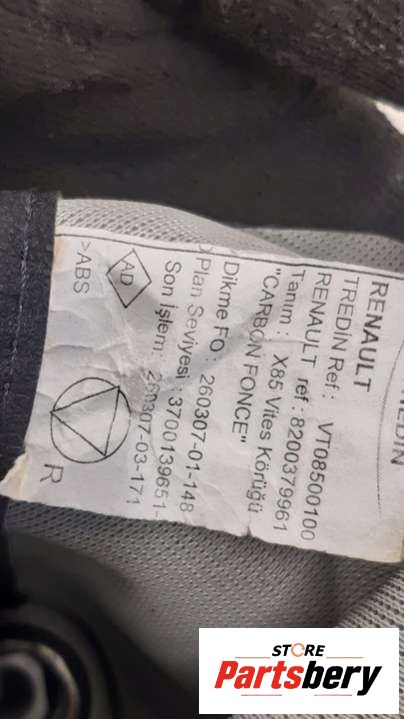 REDIN
RENAULT
TREDIN Ref : VT08500100
RENAULT ref : 8200379961
Tanım : X85 Vites Körüğü
"CARBON FONCE"
Dikme FO : 260307-01-148
Plan Seviyesi : 3700139651-
Son işlem : 260307-03-171
AD
>ABS
R
STORE
Partsbery